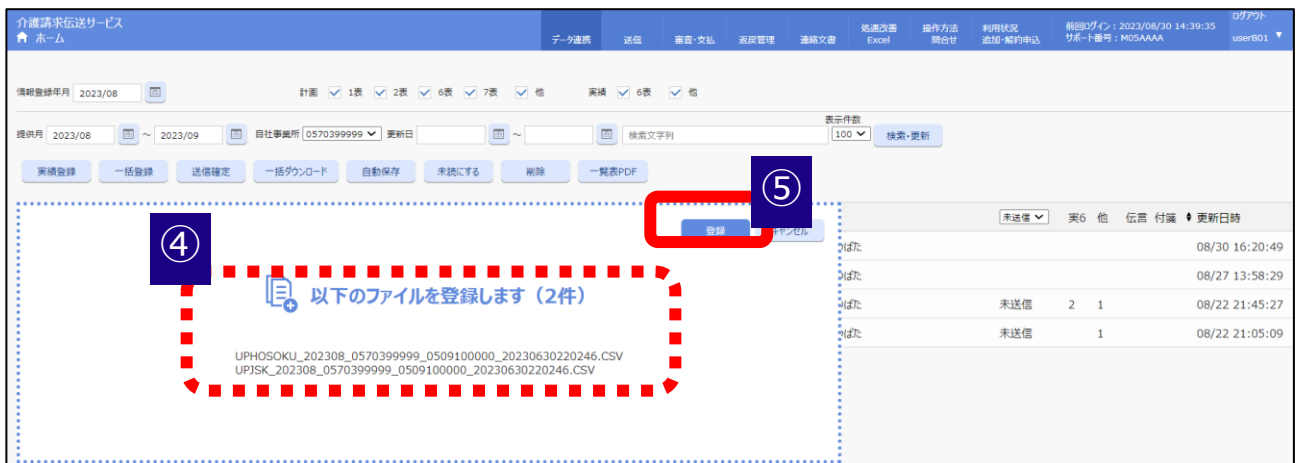 介護請求伝送サービス
ホーム
データ連携 送信 審査・支払 返戻管理 連絡文書 処遇改善 Excel 操作方法 問合せ 利用状況 追加・解約申込 前回ログイン:2023/08/30 14:39:35 サポート番号:M05AAAA ログアウト userB01 ▼
情報登録年月 2023/08 計画 1表 2表 6表 7表 他 実績 6表 他
提供月 2023/08 ~ 2023/09 自社事業所 0570399999 更新日 ~ 検索文字列 表示件数 100 検索・更新
実績登録 一括登録 送信確定 一括ダウンロード 自動保存 未読にする 削除 一覧表PDF
⑤
④
登録 キャンセル 未送信 実6 他 伝言 付箋 更新日時
ばた 08/30 16:20:49
ばた 08/27 13:58:29
以下のファイルを登録します(2件)
ばた 未送信 2 1 08/22 21:45:27
ばた 未送信 1 08/22 21:05:09
UPHOSOKU_202308_0570399999_0509100000_20230630220246.CSV
UPJSK_202308_0570399999_0509100000_20230630220246.CSV